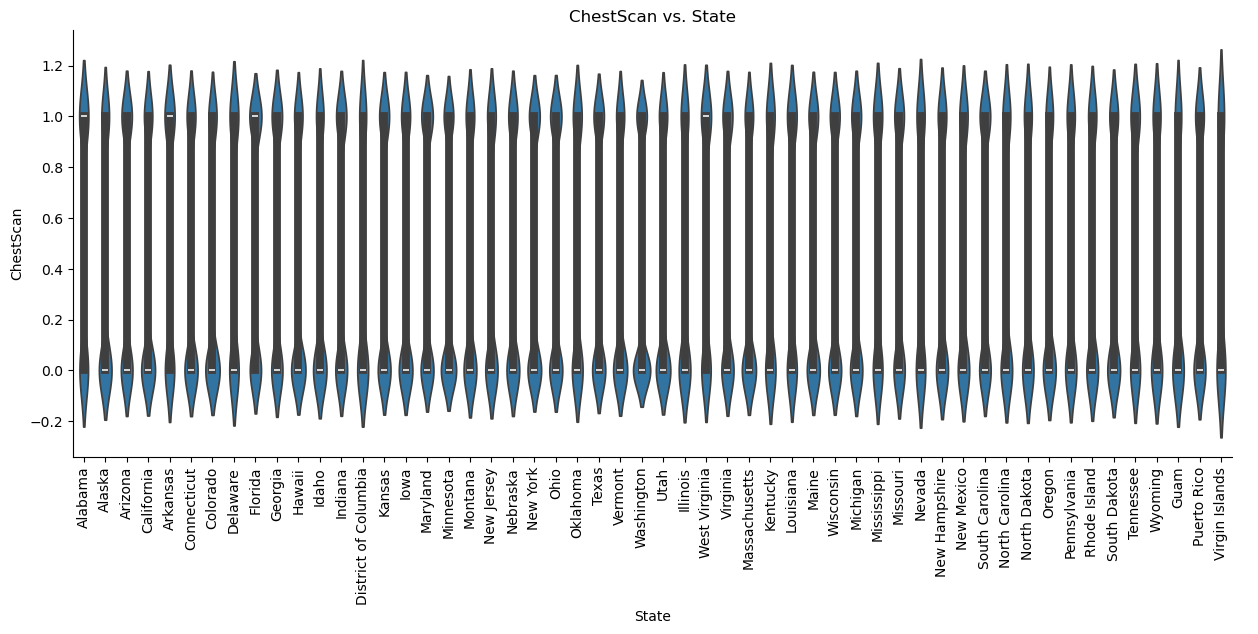 ChestScan vs. State
ChestScan
1.2
1.0
0.8
0.6
0.4
0.2
0.0
−0.2
Alabama
Alaska
Arizona
California
Arkansas
Connecticut
Colorado
Delaware
Florida
Georgia
Hawaii
Idaho
Indiana
District of Columbia
Kansas
Iowa
Maryland
Minnesota
Montana
New Jersey
Nebraska
New York
Ohio
Oklahoma
Texas
Vermont
Washington
Utah
Illinois
West Virginia
Virginia
Massachusetts
Kentucky
Louisiana
Maine
Wisconsin
Michigan
Mississippi
Missouri
Nevada
New Hampshire
New Mexico
South Carolina
North Carolina
North Dakota
Oregon
Pennsylvania
Rhode Island
South Dakota
Tennessee
Wyoming
Guam
Puerto Rico
Virgin Islands
State